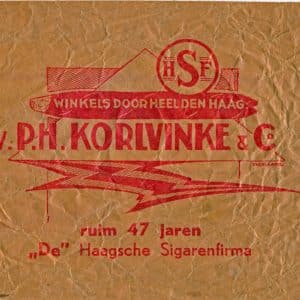 HSF
WINKELS DOOR HEEL DEN HAAG
v. P.H. KORLVINKE & Co
ruim 47 jaren
„De" Haagsche Sigarenfirma